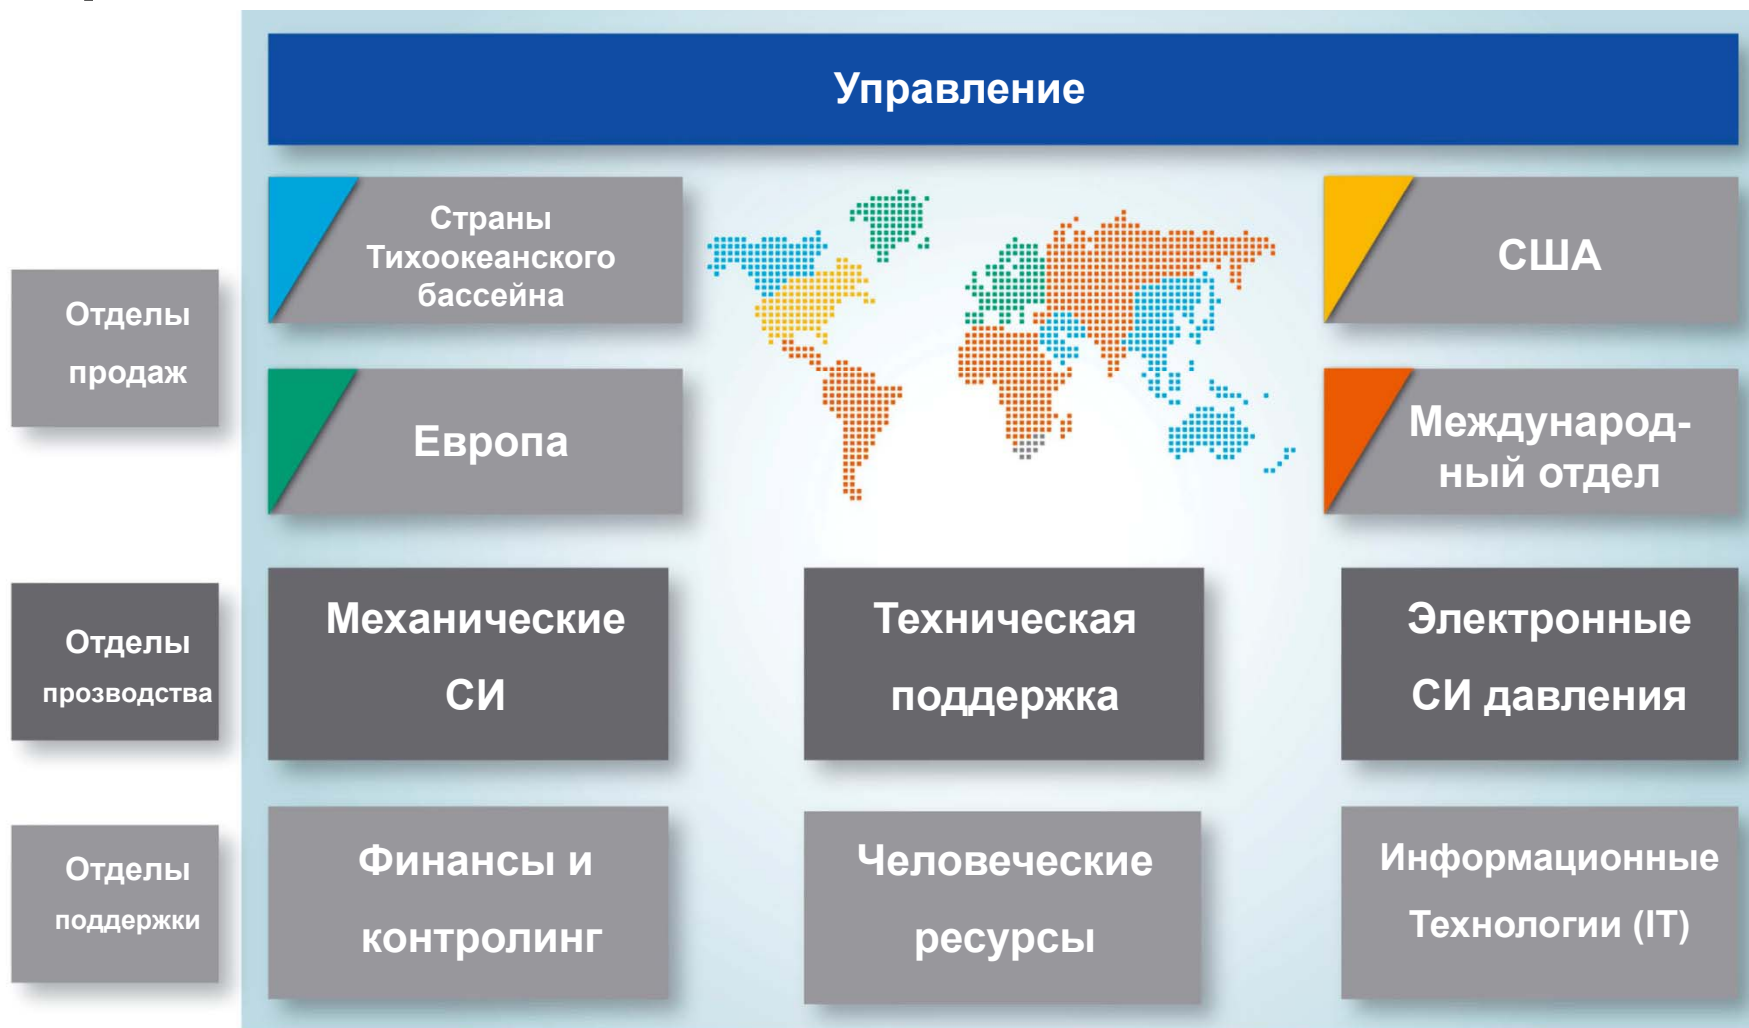 Управление
Отделы
продаж
Страны
Тихоокеанского
бассейна
США
Европа
Международ-
ный отдел
Отделы
прозводства
Механические
СИ
Техническая
поддержка
Электронные
СИ давления
Отделы
поддержки
Финансы и
контролинг
Человеческие
ресурсы
Информационные
Технологии (IT)